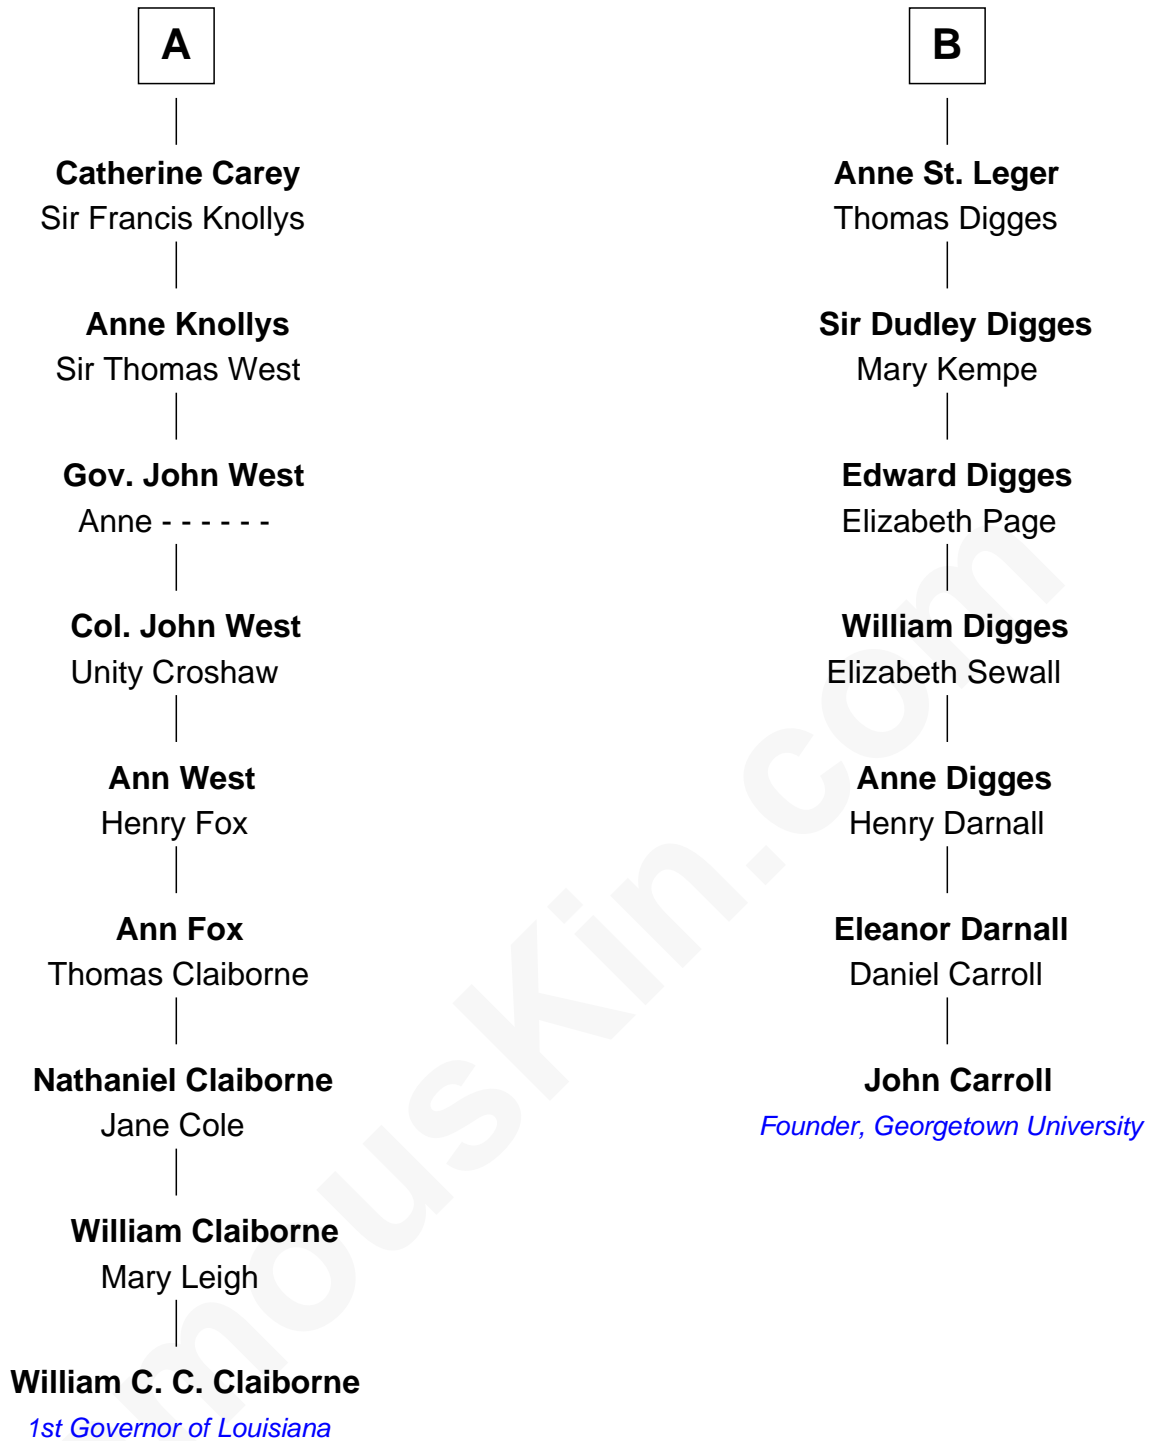 A
Catherine Carey
Sir Francis Knollys
Anne Knollys
Sir Thomas West
Gov. John West
Anne - - - - - -
Col. John West
Unity Croshaw
Ann West
Henry Fox
Ann Fox
Thomas Claiborne
Nathaniel Claiborne
Jane Cole
William Claiborne
Mary Leigh
William C. C. Claiborne
1st Governor of Louisiana
B
Anne St. Leger
Thomas Digges
Sir Dudley Digges
Mary Kempe
Edward Digges
Elizabeth Page
William Digges
Elizabeth Sewall
Anne Digges
Henry Darnall
Eleanor Darnall
Daniel Carroll
John Carroll
Founder, Georgetown University
mouskin.com